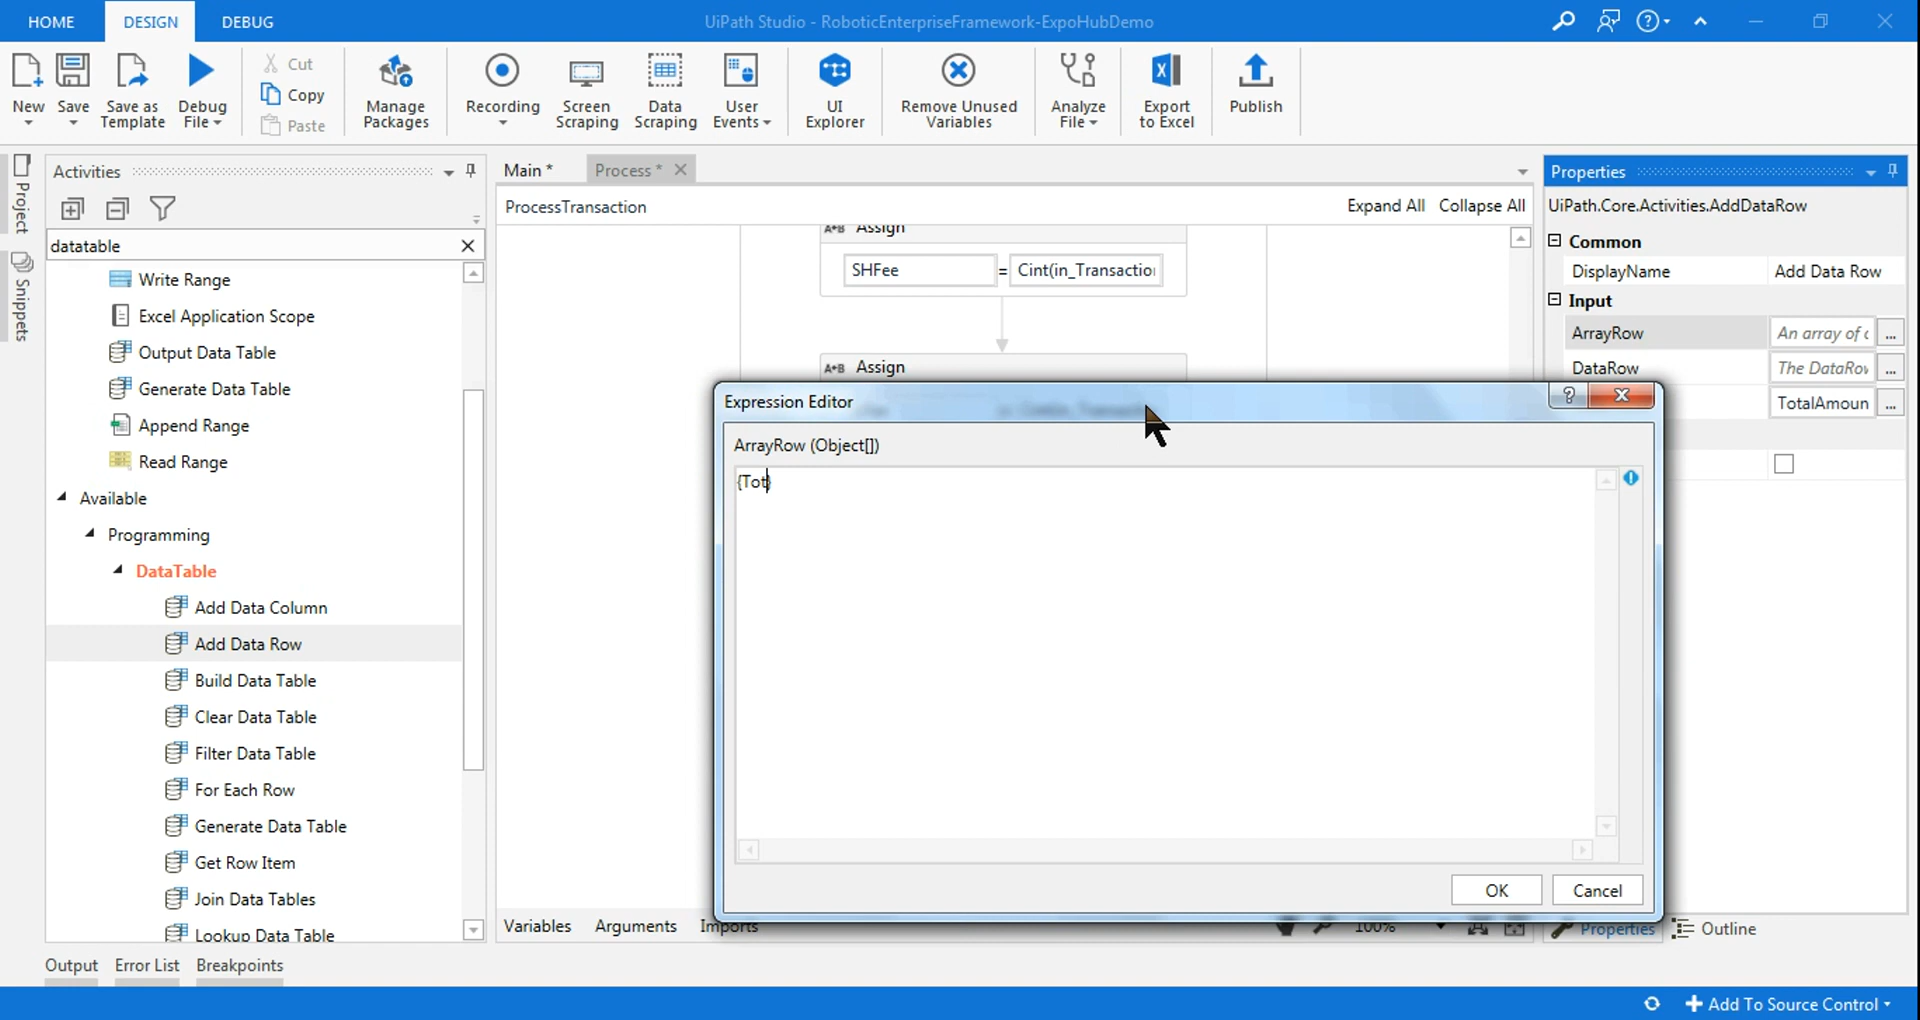 HOME DESIGN DEBUG UiPath Studio - RoboticEnterpriseFramework-ExpoHubDemo
New Save Save as Template Debug File
Cut
Copy
Paste
Manage Packages
Recording
Screen Scraping
Data Scraping
User Events
UI Explorer
Remove Unused Variables
Analyze File
Export to Excel
Publish
Project
Snippets
Activities
datatable
Write Range
Excel Application Scope
Output Data Table
Generate Data Table
Append Range
Read Range
Available
Programming
DataTable
Add Data Column
Add Data Row
Build Data Table
Clear Data Table
Filter Data Table
For Each Row
Generate Data Table
Get Row Item
Join Data Tables
Lookup Data Table
Main * Process *
ProcessTransaction Expand All Collapse All
A+B Assign
SHFee = Cint(in_Transaction
A+B Assign
Expression Editor
ArrayRow (Object[])
{Tot}
OK Cancel
Variables Arguments Imports 100%
Properties
UiPath.Core.Activities.AddDataRow
Common
DisplayName Add Data Row
Input
ArrayRow An array of ...
DataRow The DataRow ...
TotalAmoun ...
Properties Outline
Output Error List Breakpoints
Add To Source Control